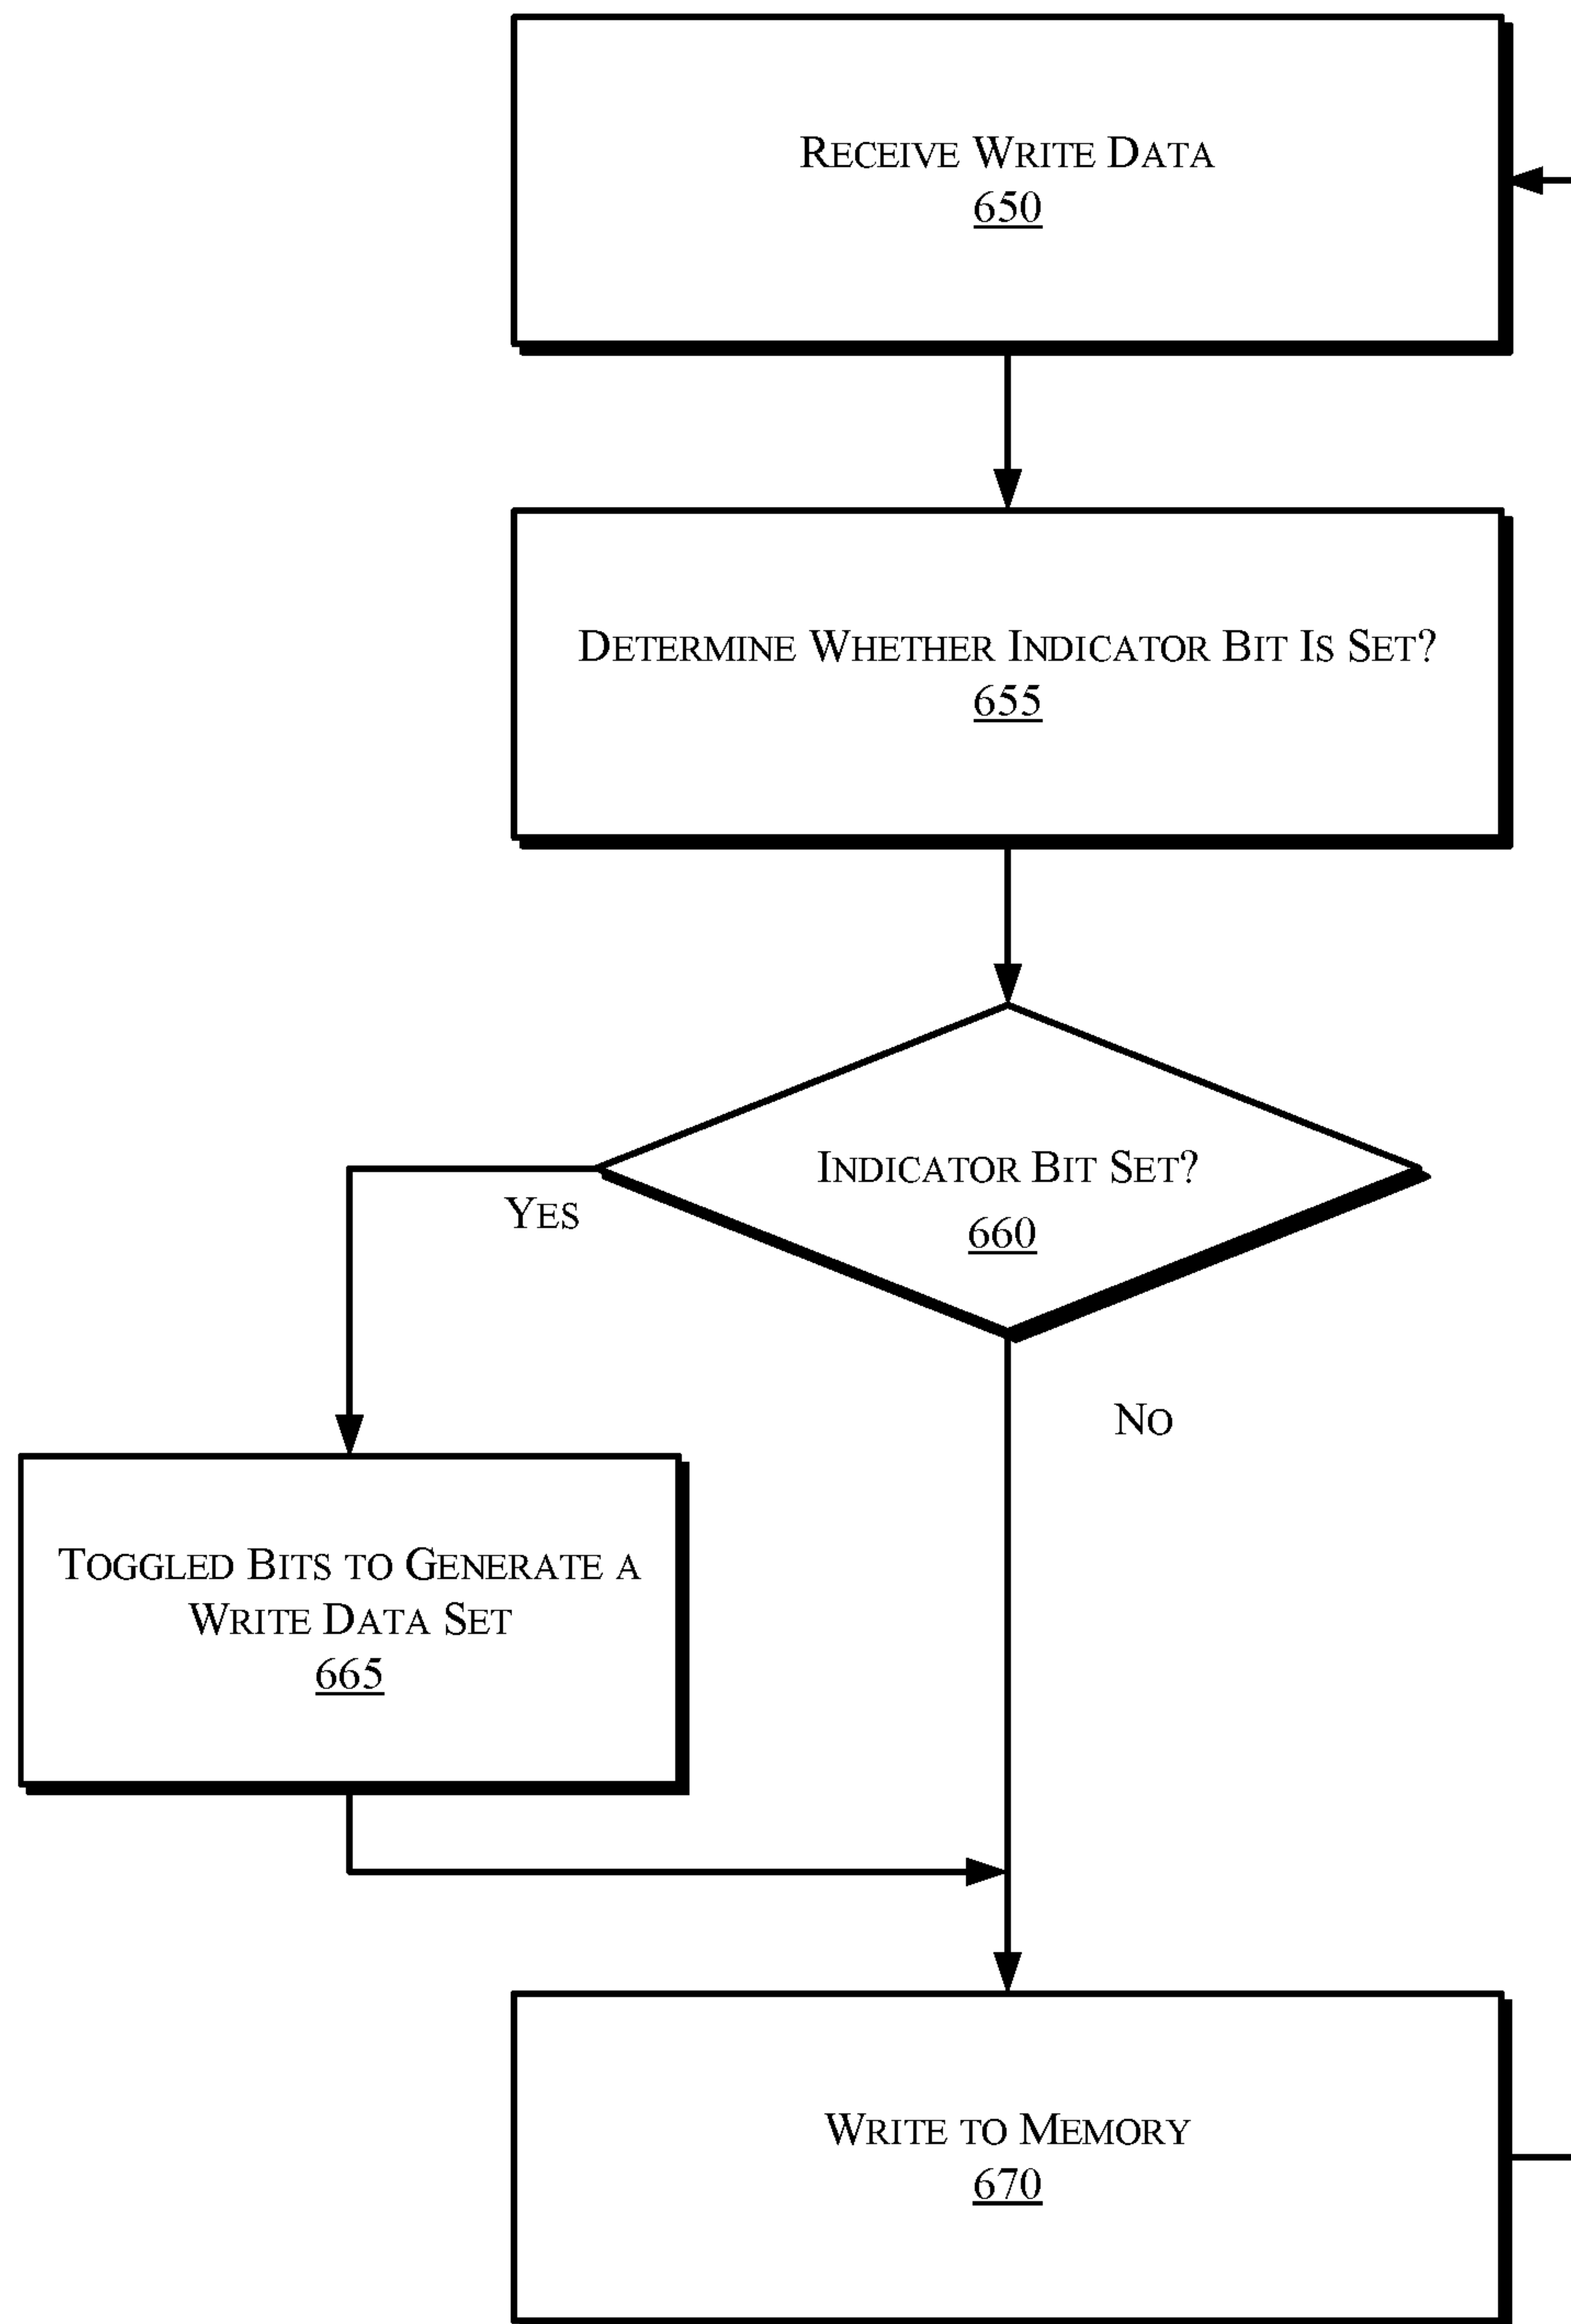 Receive Write Data
650
Determine Whether Indicator Bit Is Set?
655
Indicator Bit Set?
660
Yes
No
Toggled Bits to Generate a
Write Data Set
665
Write to Memory
670